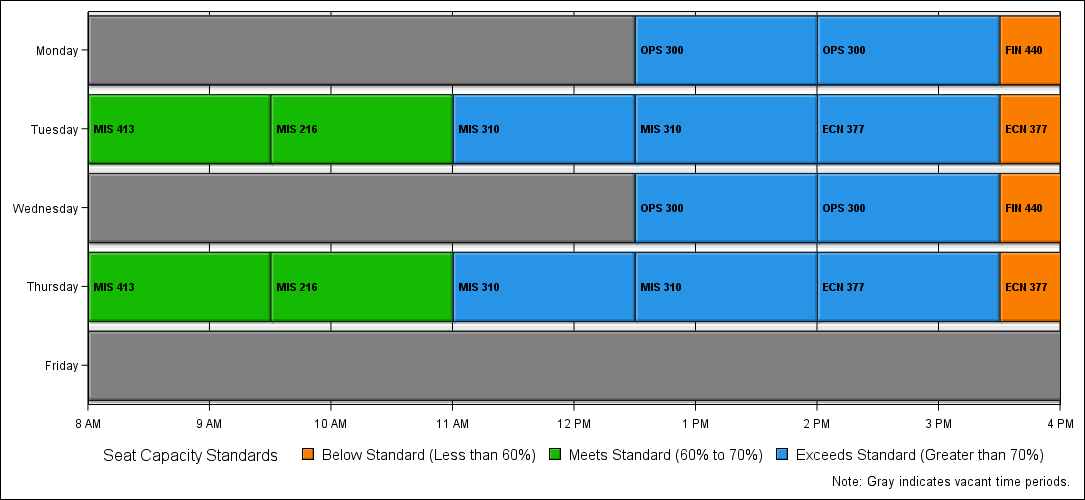 Monday OPS 300 OPS 300 FIN 440
Tuesday MIS 413 MIS 216 MIS 310 MIS 310 ECN 377 ECN 377
Wednesday OPS 300 OPS 300 FIN 440
Thursday MIS 413 MIS 216 MIS 310 MIS 310 ECN 377 ECN 377
Friday
8 AM 9 AM 10 AM 11 AM 12 PM 1 PM 2 PM 3 PM 4 PM
Seat Capacity Standards Below Standard (Less than 60%) Meets Standard (60% to 70%) Exceeds Standard (Greater than 70%)
Note: Gray indicates vacant time periods.